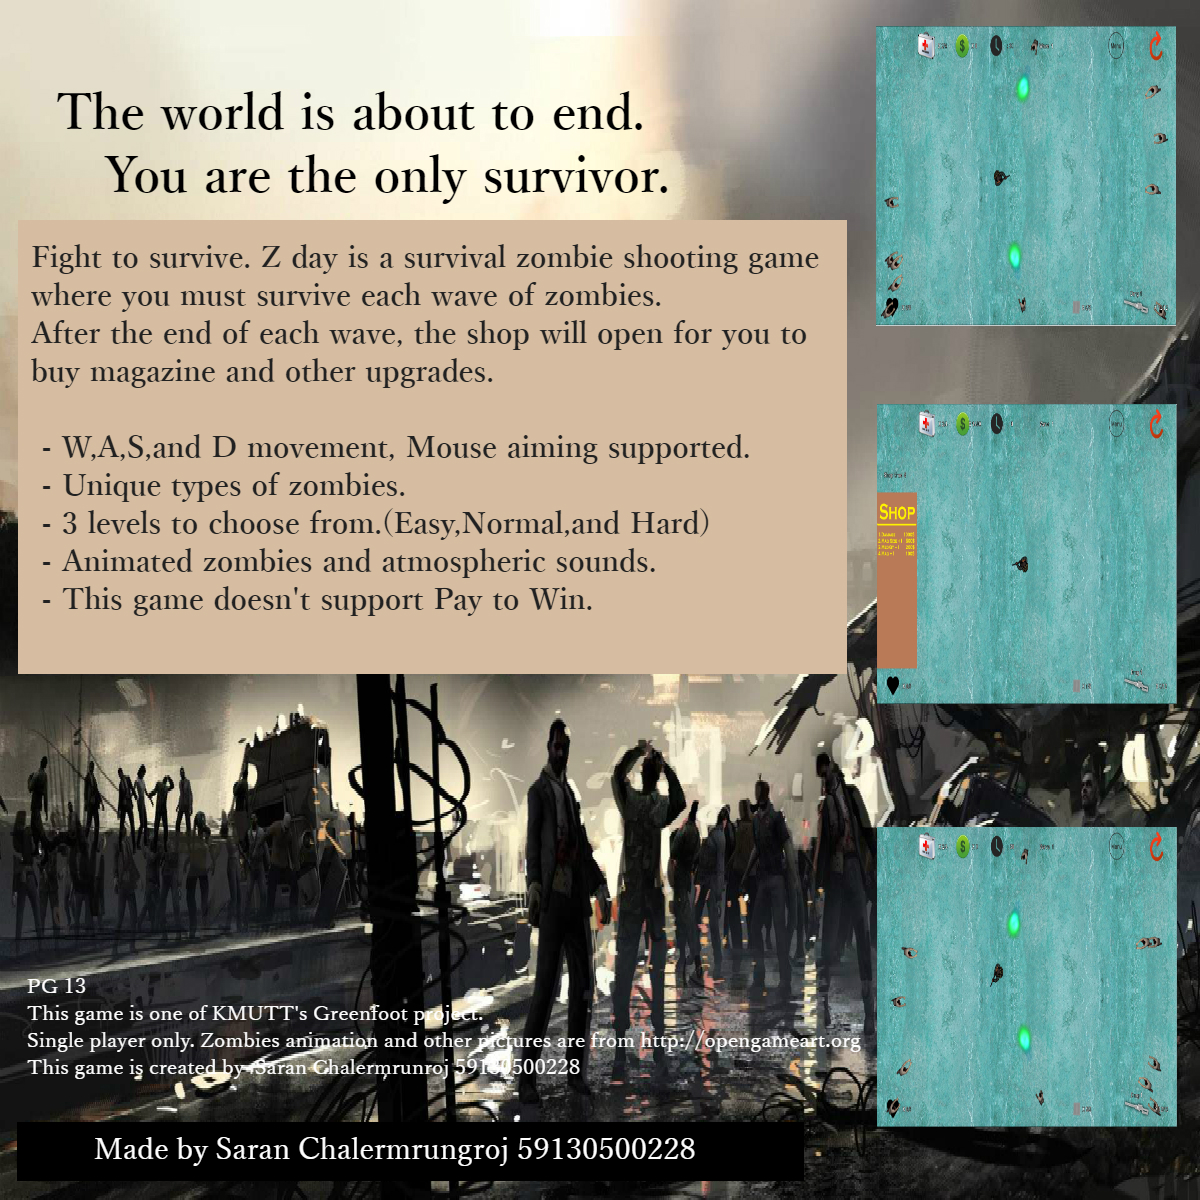 The world is about to end.
You are the only survivor.
Fight to survive. Z day is a survival zombie shooting game
where you must survive each wave of zombies.
After the end of each wave, the shop will open for you to
buy magazine and other upgrades.
- W,A,S,and D movement, Mouse aiming supported.
- Unique types of zombies.
- 3 levels to choose from.(Easy,Normal,and Hard)
- Animated zombies and atmospheric sounds.
- This game doesn't support Pay to Win.
PG 13
This game is one of KMUTT's Greenfoot project.
Single player only. Zombies animation and other pictures are from http://opengameart.org
This game is created by Saran Chalermrunroj 59130500228
Made by Saran Chalermrungroj 59130500228
Menu
$
SHOP
Menu
$
Menu
$